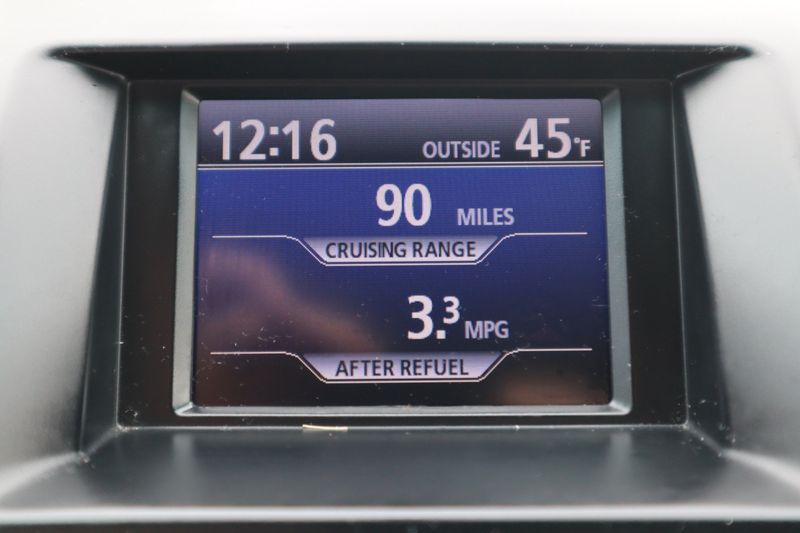 12:16 OUTSIDE 45°F
90 MILES
CRUISING RANGE
3.3 MPG
AFTER REFUEL